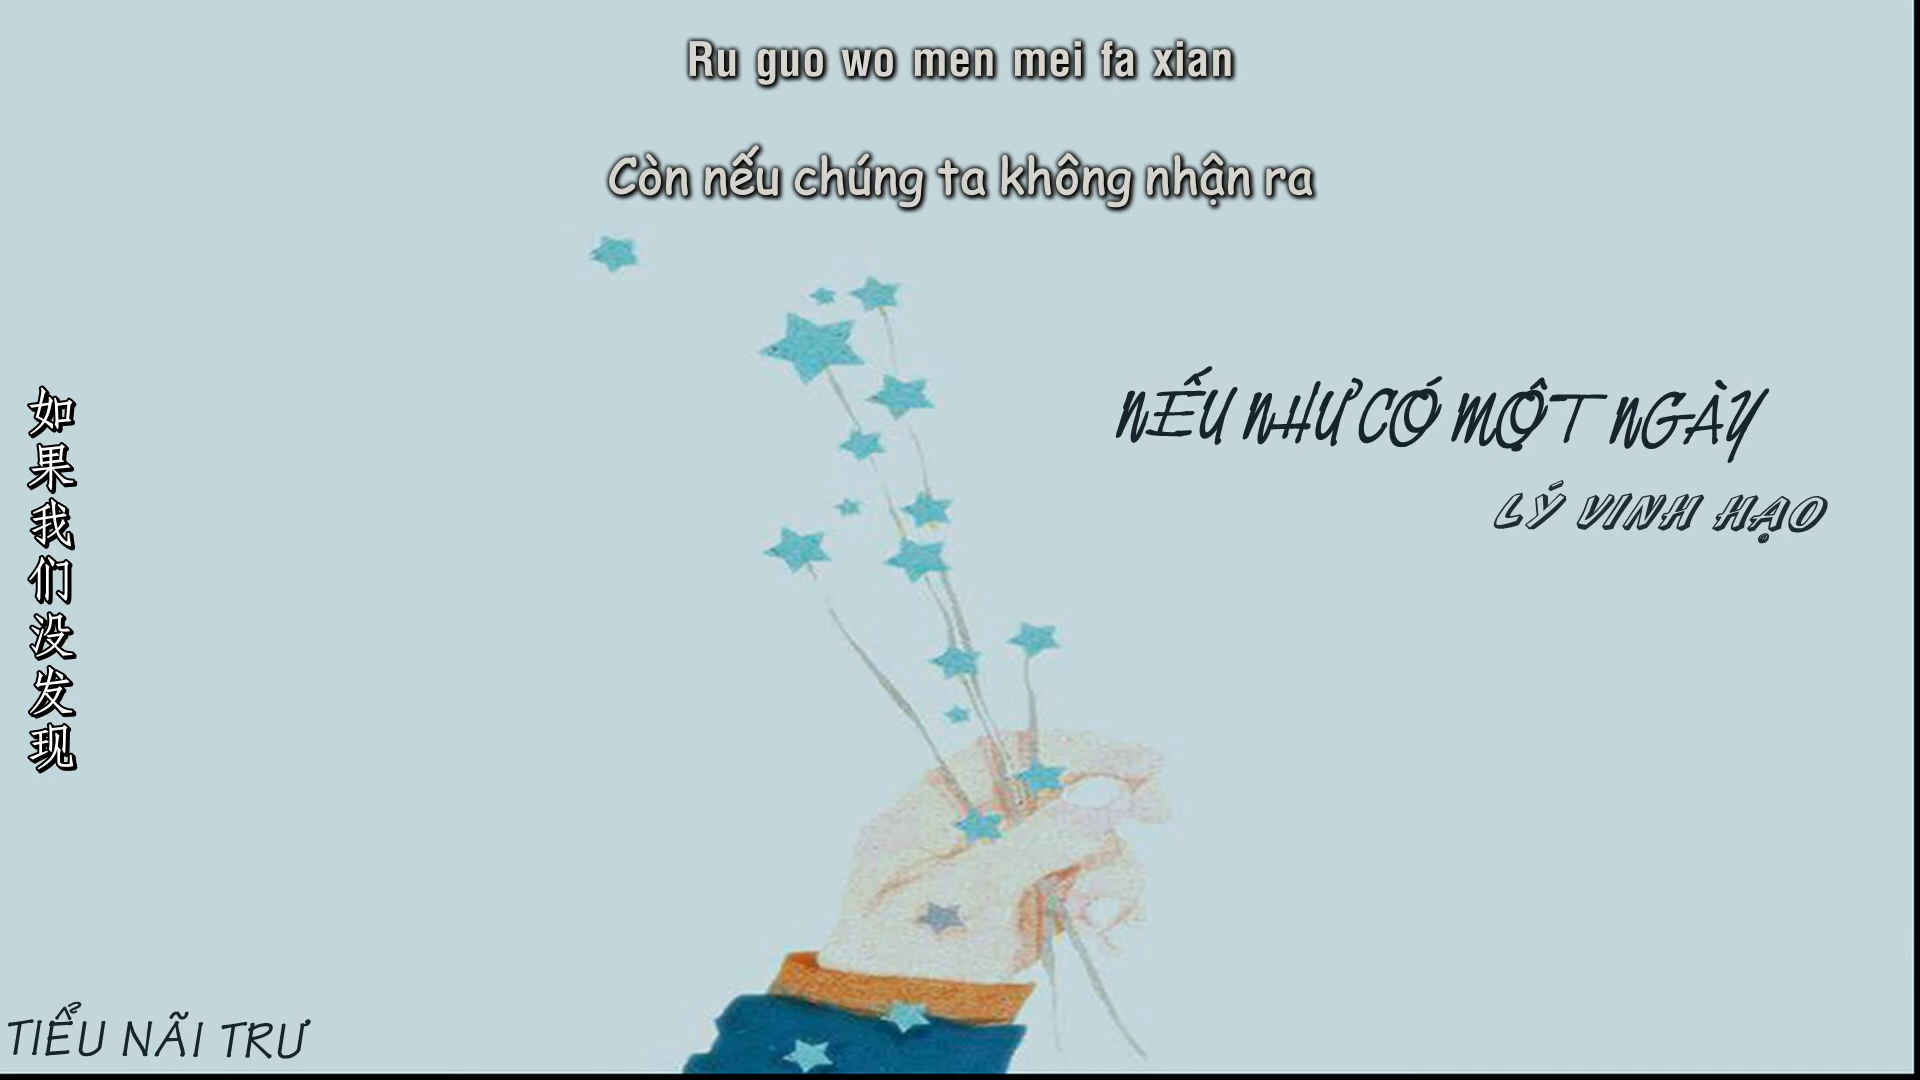 Ru guo wo men mei fa xian
Còn nếu chúng ta không nhận ra
如果我们没发现
NẾU NHƯ CÓ MỘT NGÀY
LÝ VINH HẠO
TIỂU NÃI TRƯ